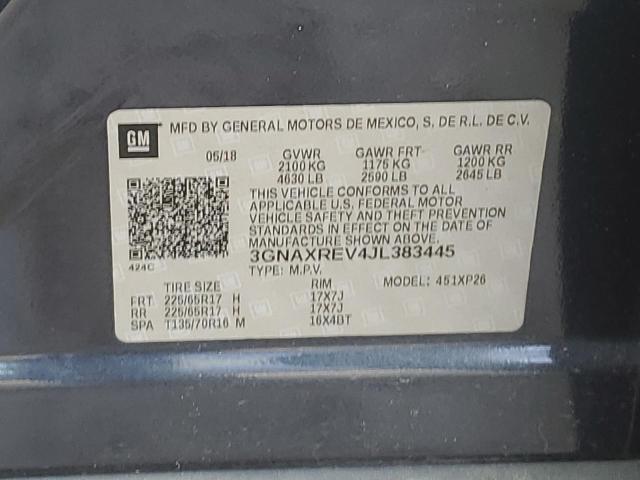 GM MFD BY GENERAL MOTORS DE MEXICO, S. DE R.L. DE C.V.
05/18 GVWR GAWR FRT GAWR RR
2100 KG 1175 KG 1200 KG
4630 LB 2590 LB 2645 LB
THIS VEHICLE CONFORMS TO ALL
APPLICABLE U.S. FEDERAL MOTOR
VEHICLE SAFETY AND THEFT PREVENTION
STANDARDS IN EFFECT ON THE DATE OF
MANUFACTURE SHOWN ABOVE.
3GNAXREV4JL383445
424C TYPE: M.P.V. MODEL: 451XP26
TIRE SIZE RIM
FRT 225/65R17 H 17X7J
RR 225/65R17 H 17X7J
SPA T135/70R16 M 16X4BT